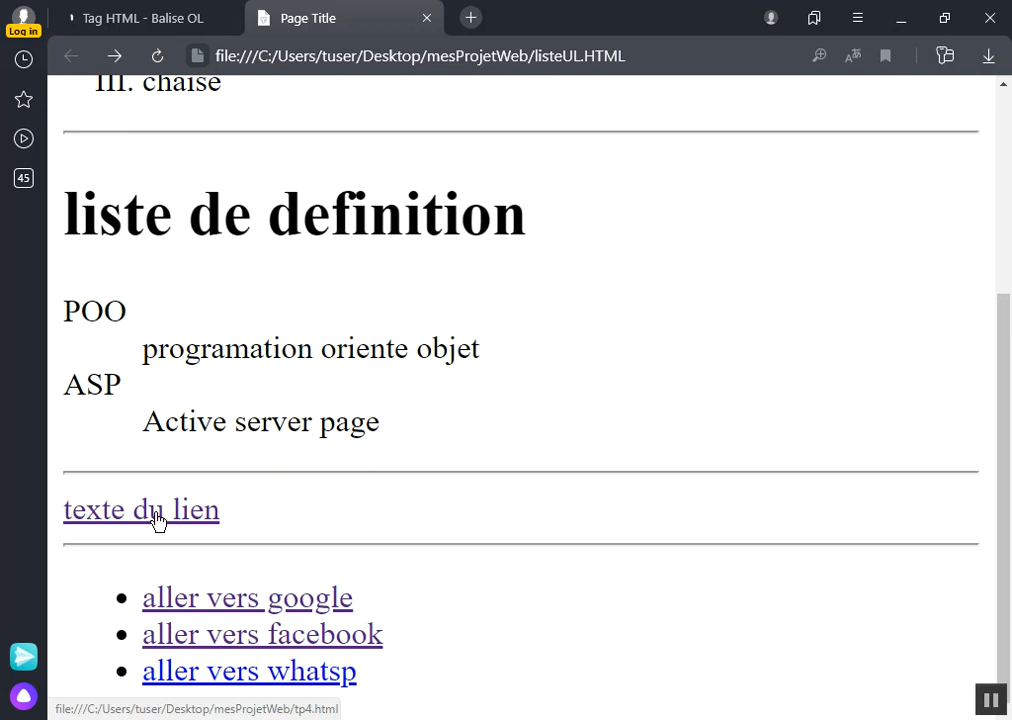 Tag HTML - Balise OL
Page Title
Log in
file:///C:/Users/tuser/Desktop/mesProjetWeb/listeUL.HTML
45
III. chaise
liste de definition
POO
programation oriente objet
ASP
Active server page
texte du lien
aller vers google
aller vers facebook
aller vers whatsp
file:///C:/Users/tuser/Desktop/mesProjetWeb/tp4.html